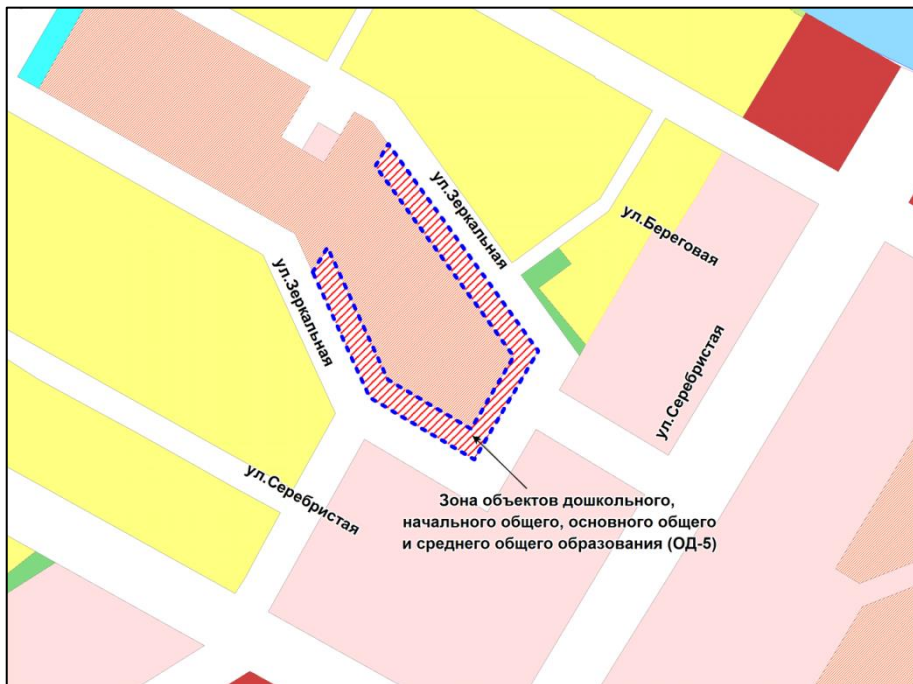 ул.Зеркальная
ул.Береговая
ул.Зеркальная
ул.Серебристая
ул.Серебристая
Зона объектов дошкольного,
начального общего, основного общего
и среднего общего образования (ОД-5)